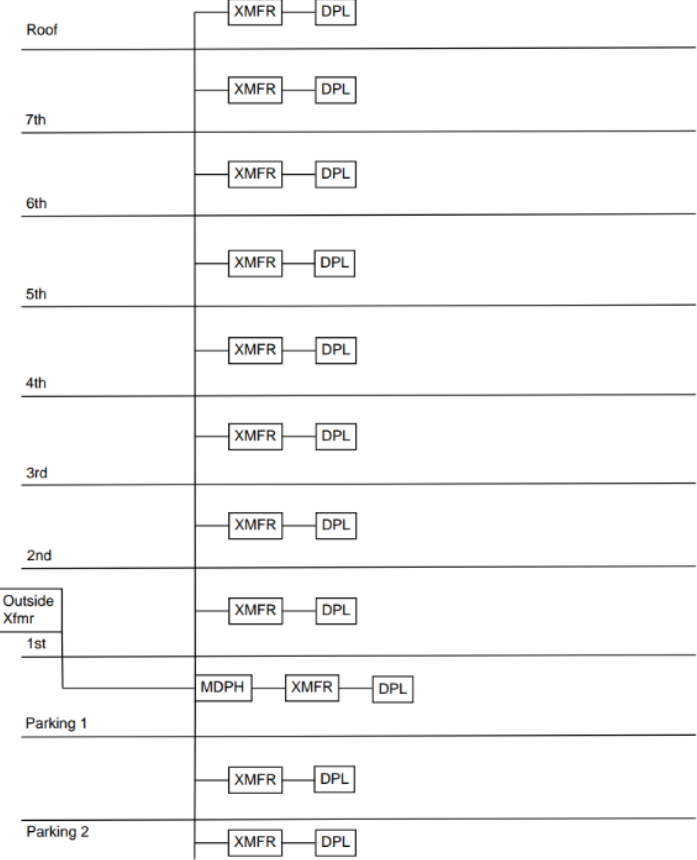 XMFR DPL
Roof
XMFR DPL
7th
XMFR DPL
6th
XMFR DPL
5th
XMFR DPL
4th
XMFR DPL
3rd
XMFR DPL
2nd
Outside
Xfmr
XMFR DPL
1st
MDPH XMFR DPL
Parking 1
XMFR DPL
Parking 2
XMFR DPL